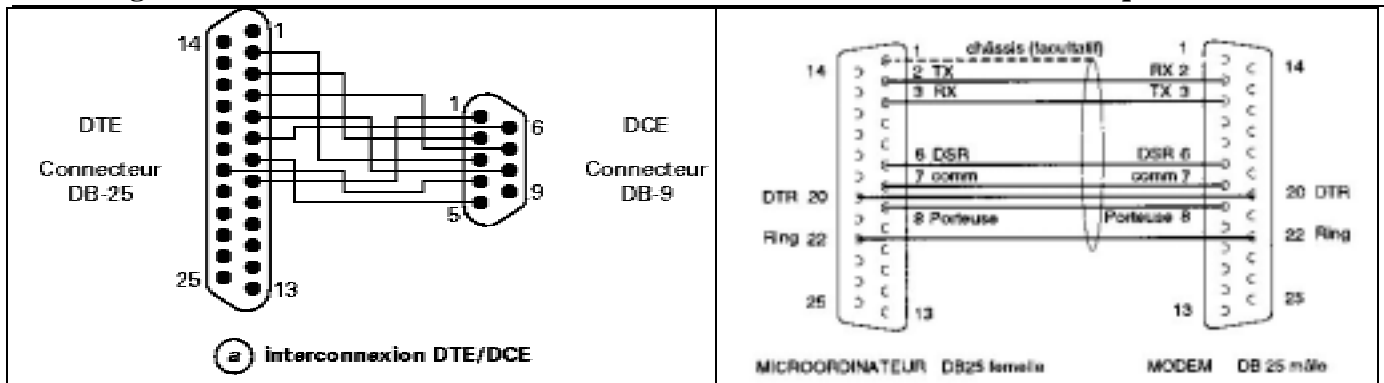 14
1
DTE
Connecteur
DB-25
25
13
1
6
5
9
DCE
Connecteur
DB-9
a interconnexion DTE/DCE
châssis (facultatif)
14
1
2 TX
3 RX
6 DSR
7 comm
DTR 20
8 Porteuse
Ring 22
25
13
1
RX 2
TX 3
14
DSR 6
comm 7
20 DTR
Porteuse 8
22 Ring
25
13
MICROORDINATEUR DB25 femelle
MODEM DB 25 mâle